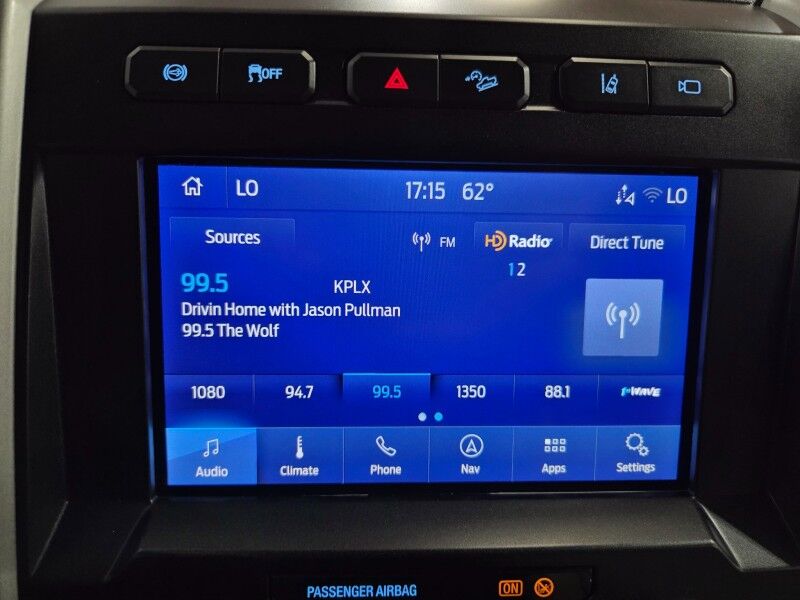 OFF
LO 17:15 62° LO
Sources FM HD Radio Direct Tune
1 2
99.5 KPLX
Drivin Home with Jason Pullman
99.5 The Wolf
1080 94.7 99.5 1350 88.1 1st WAVE
Audio Climate Phone Nav Apps Settings
PASSENGER AIRBAG ON